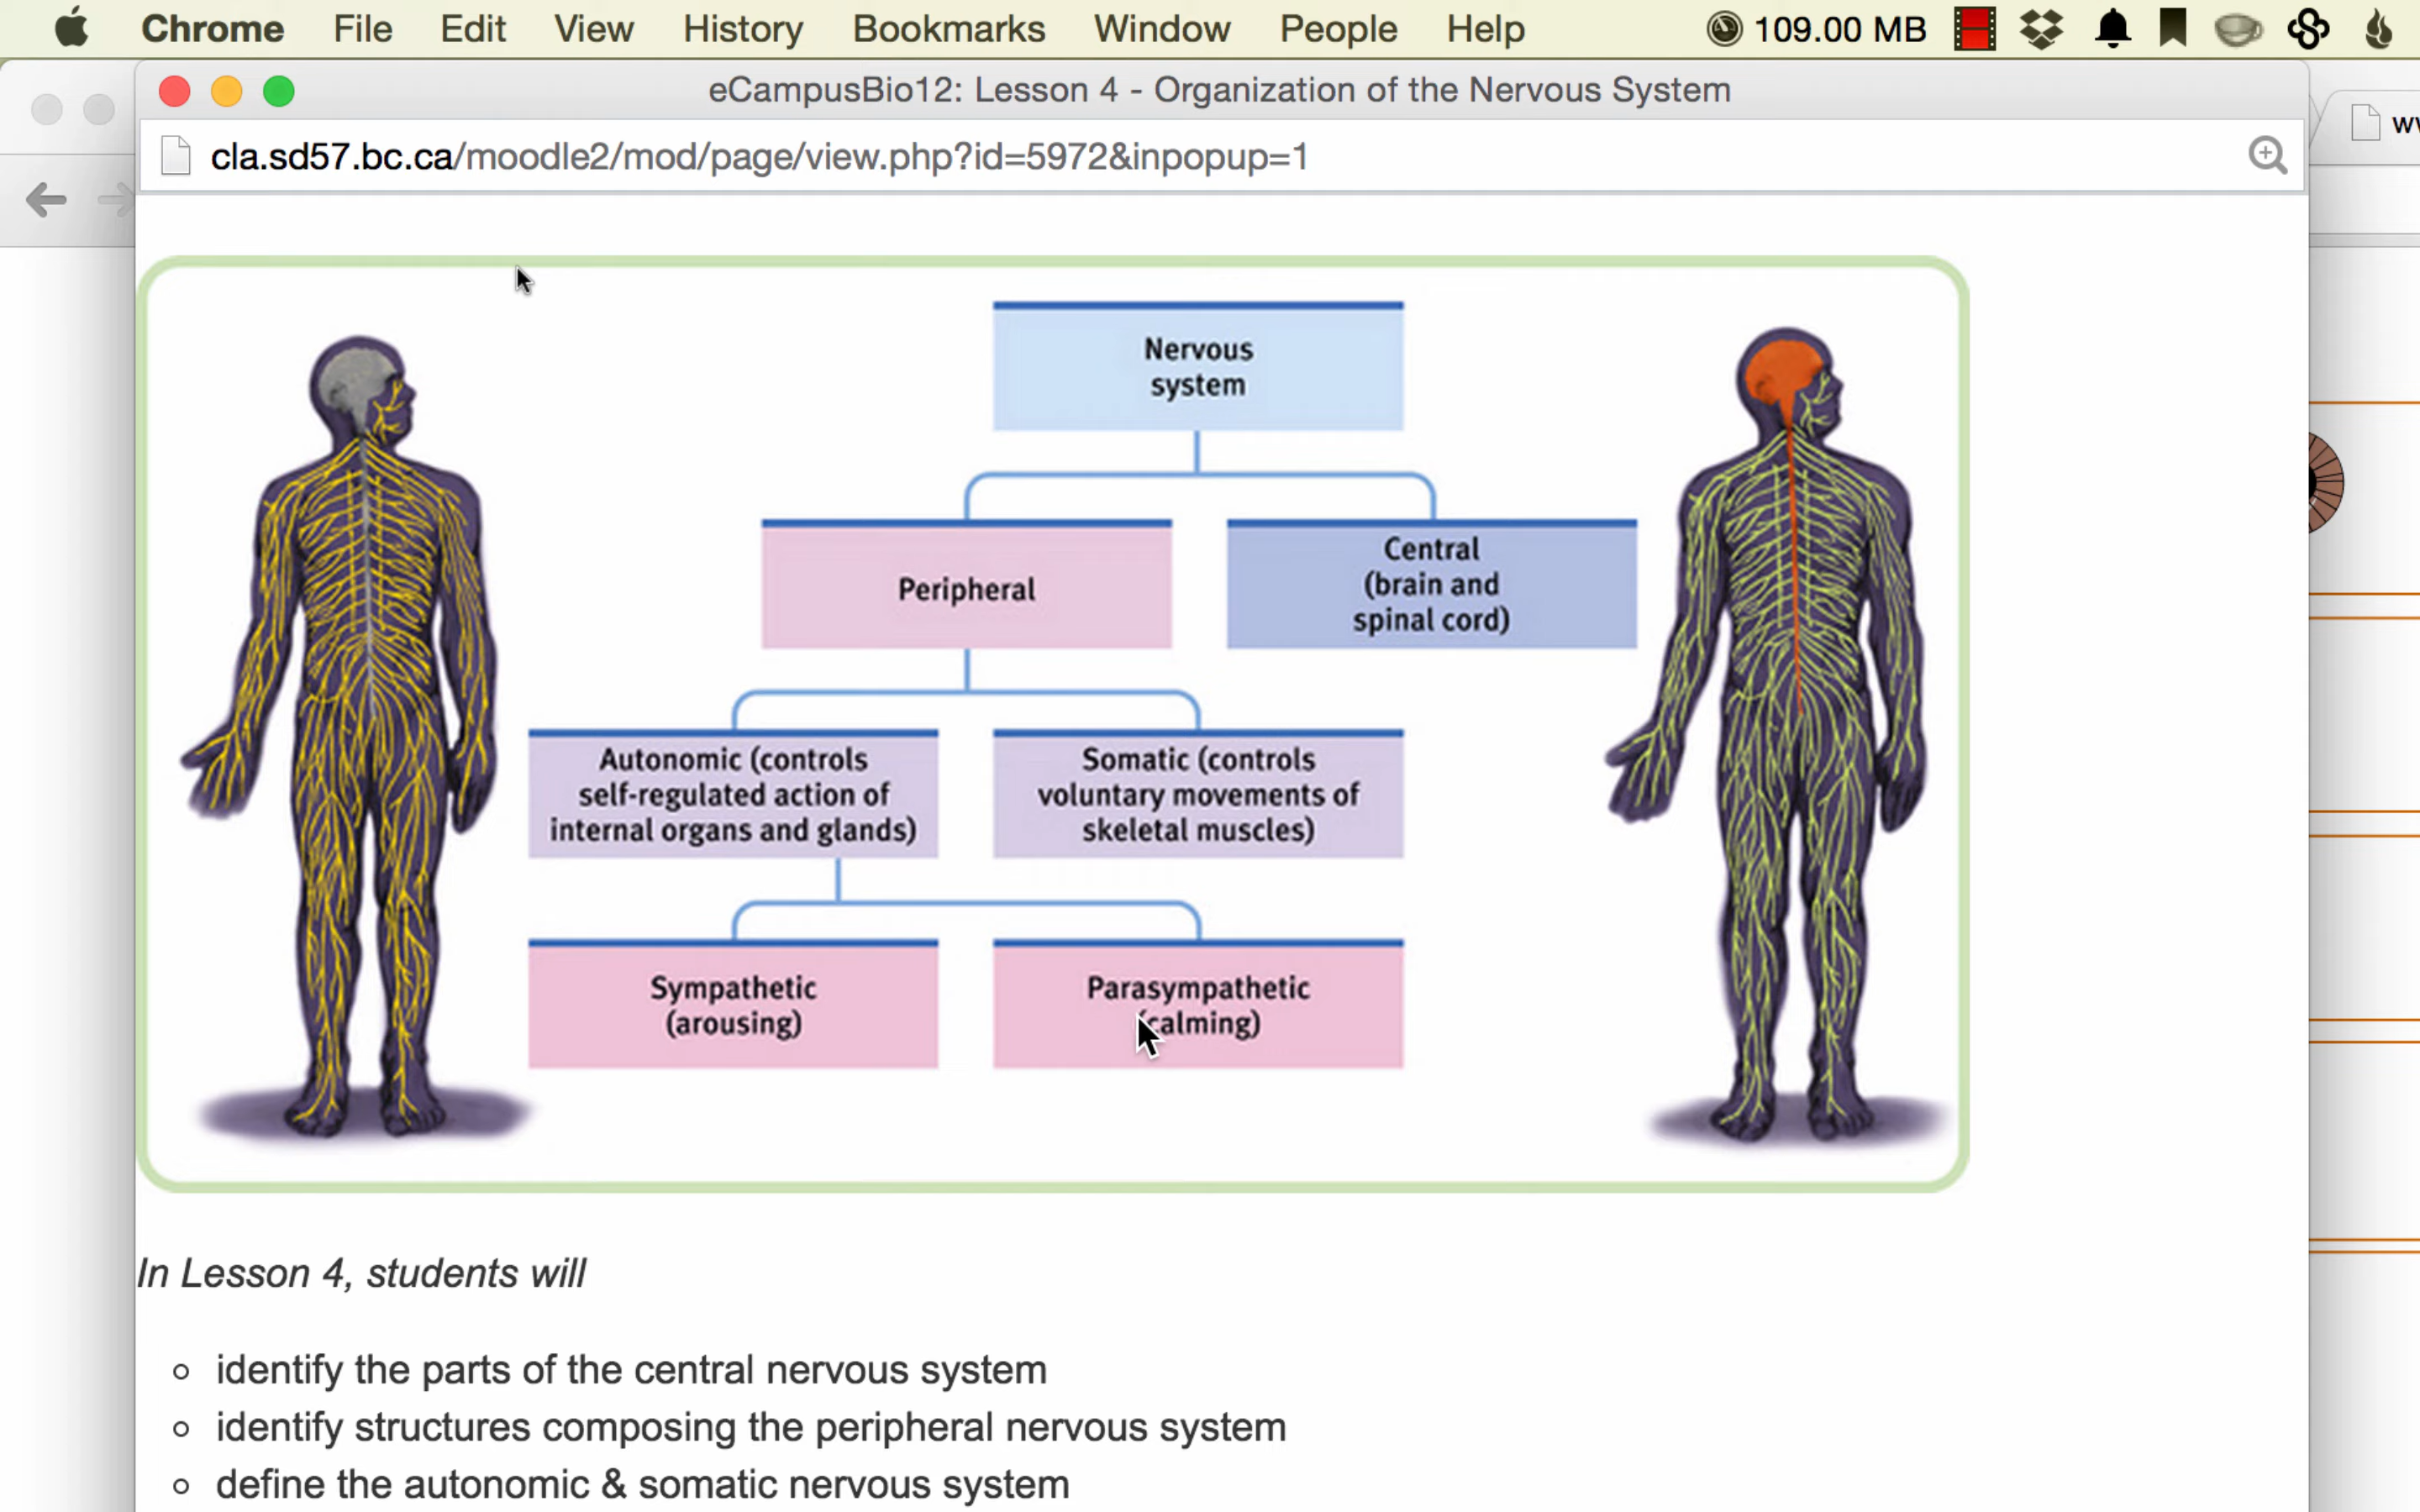 Chrome File Edit View History Bookmarks Window People Help 109.00 MB
eCampusBio12: Lesson 4 - Organization of the Nervous System
cla.sd57.bc.ca/moodle2/mod/page/view.php?id=5972&inpopup=1
Nervous
system
Peripheral
Central
(brain and
spinal cord)
Autonomic (controls
self-regulated action of
internal organs and glands)
Somatic (controls
voluntary movements of
skeletal muscles)
Sympathetic
(arousing)
Parasympathetic
(calming)
In Lesson 4, students will
identify the parts of the central nervous system
identify structures composing the peripheral nervous system
define the autonomic & somatic nervous system